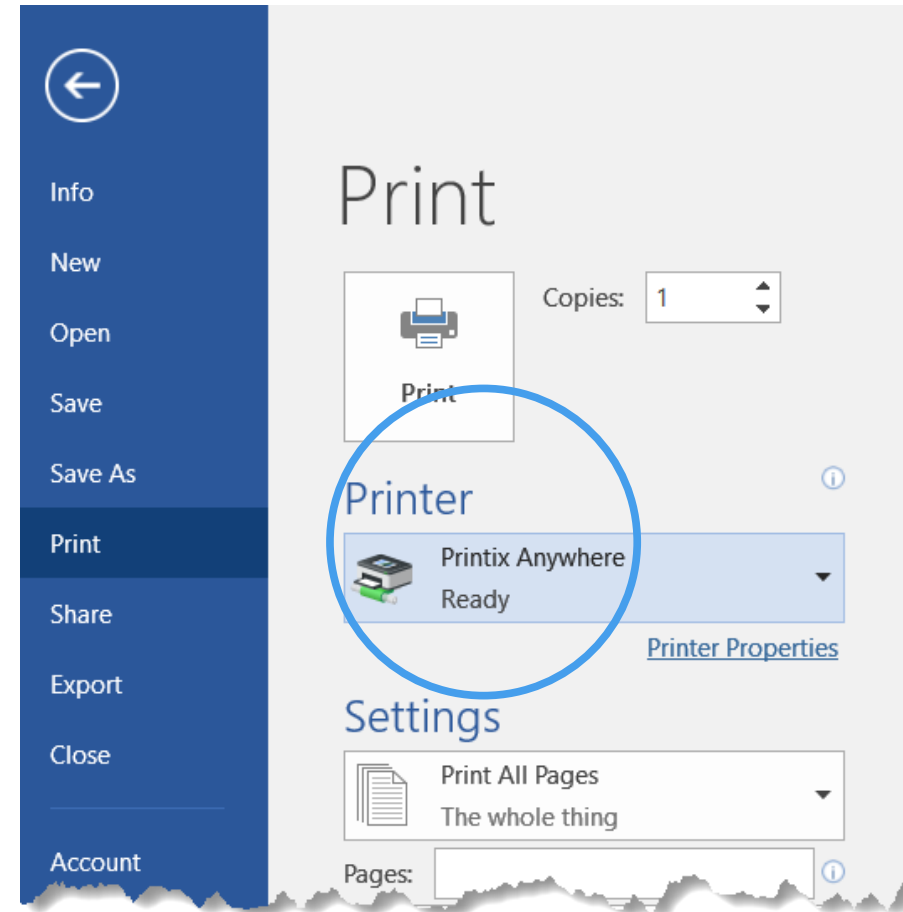 Info
New
Open
Save
Save As
Print
Share
Export
Close
Account
Print
Copies: 1
Print
Printer
Printix Anywhere
Ready
Printer Properties
Settings
Print All Pages
The whole thing
Pages: